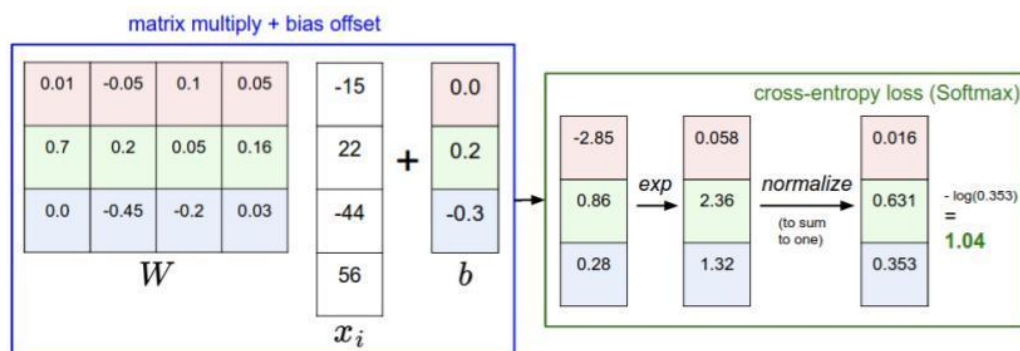 matrix multiply + bias offset
0.01 -0.05 0.1 0.05
0.7 0.2 0.05 0.16
0.0 -0.45 -0.2 0.03
W
-15
22
-44
56
x_i
+
0.0
0.2
-0.3
b
cross-entropy loss (Softmax)
-2.85
0.86
0.28
exp
0.058
2.36
1.32
normalize
(to sum
to one)
0.016
0.631
0.353
- log(0.353)
=
1.04